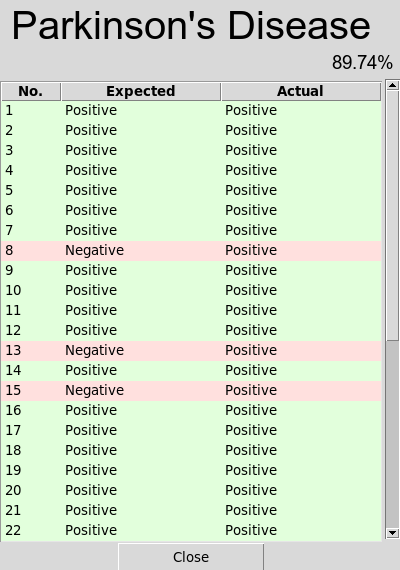 Parkinson's Disease
89.74%
No. Expected Actual
1 Positive Positive
2 Positive Positive
3 Positive Positive
4 Positive Positive
5 Positive Positive
6 Positive Positive
7 Positive Positive
8 Negative Positive
9 Positive Positive
10 Positive Positive
11 Positive Positive
12 Positive Positive
13 Negative Positive
14 Positive Positive
15 Negative Positive
16 Positive Positive
17 Positive Positive
18 Positive Positive
19 Positive Positive
20 Positive Positive
21 Positive Positive
22 Positive Positive
Close